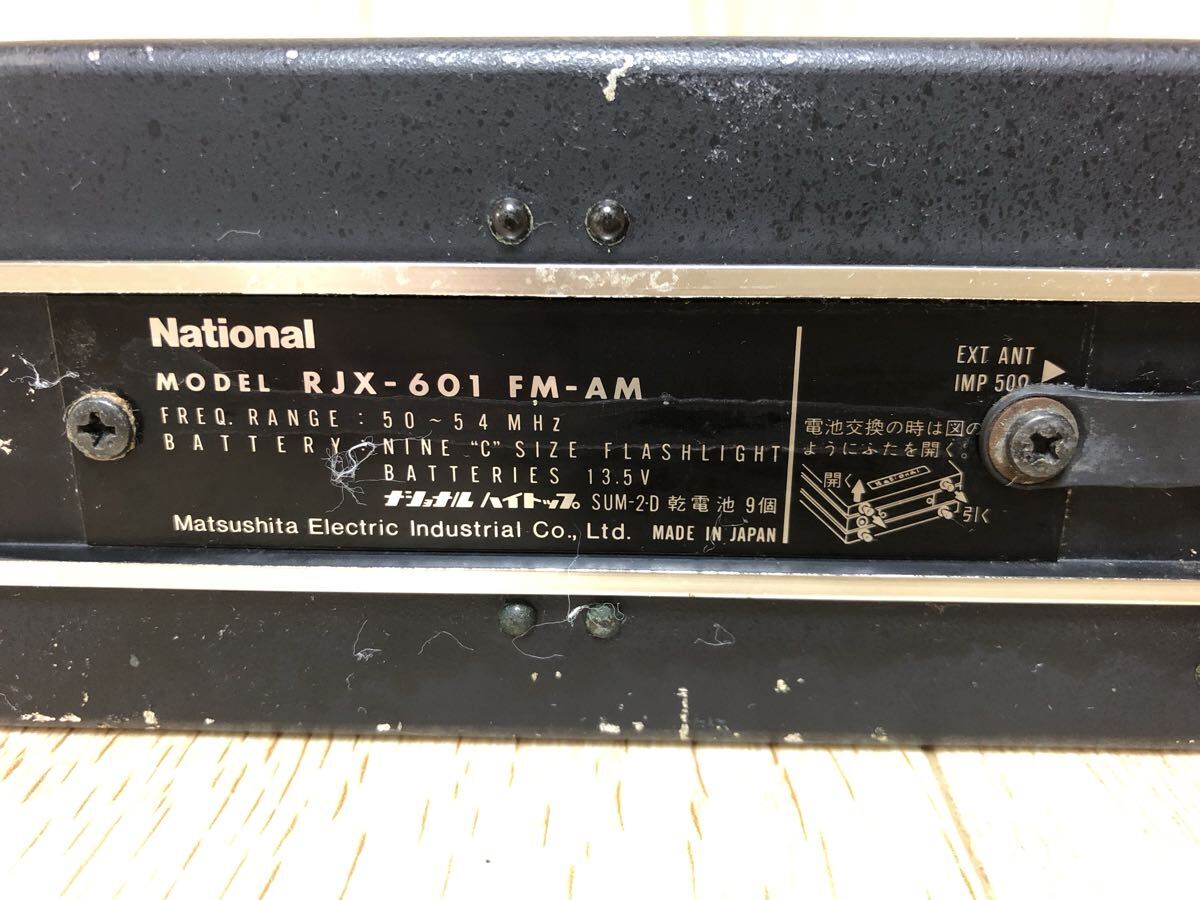 National
MODEL RJX-601 FM-AM
FREQ. RANGE : 50 ~ 54 MHz
BATTERY : NINE "C" SIZE FLASHLIGHT
BATTERIES 13.5V
ナショナル ハイトップ SUM-2·D 乾電池 9個
Matsushita Electric Industrial Co., Ltd. MADE IN JAPAN
EXT. ANT
IMP 50Ω
電池交換の時は図の
ようにふたを開く。
開く
National
引く